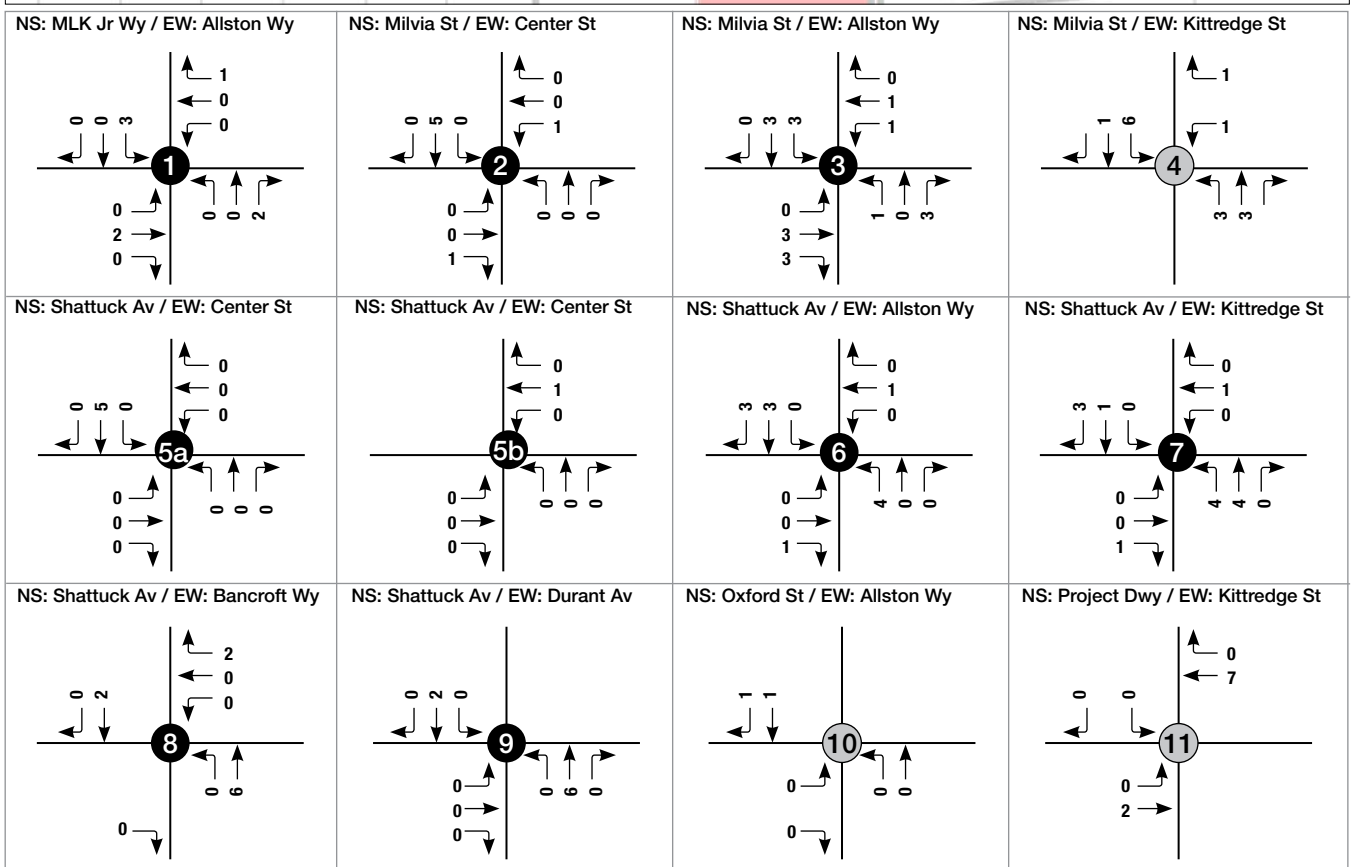 NS: MLK Jr Wy / EW: Allston Wy
1
0
0
0 0 3
1
0
2
0
0 0 2
NS: Milvia St / EW: Center St
0
0
1
0 5 0
2
0
0
1
0 0 0
NS: Milvia St / EW: Allston Wy
0
1
1
0 3 3
3
0
3
3
1 0 3
NS: Milvia St / EW: Kittredge St
1
1
1 6
4
3 3
NS: Shattuck Av / EW: Center St
0
0
0
0 5 0
5a
0
0
0
0 0 0
NS: Shattuck Av / EW: Center St
0
1
0
5b
0
0
0
0 0 0
NS: Shattuck Av / EW: Allston Wy
0
1
0
3 3 0
6
0
0
1
4 0 0
NS: Shattuck Av / EW: Kittredge St
0
1
0
3 1 0
7
0
0
1
4 4 0
NS: Shattuck Av / EW: Bancroft Wy
2
0
0
0 2
8
0 6
0
NS: Shattuck Av / EW: Durant Av
0 2 0
9
0
0
0
0 6 0
NS: Oxford St / EW: Allston Wy
1 1
10
0
0
0 0
NS: Project Dwy / EW: Kittredge St
0
7
0 0
11
0
2